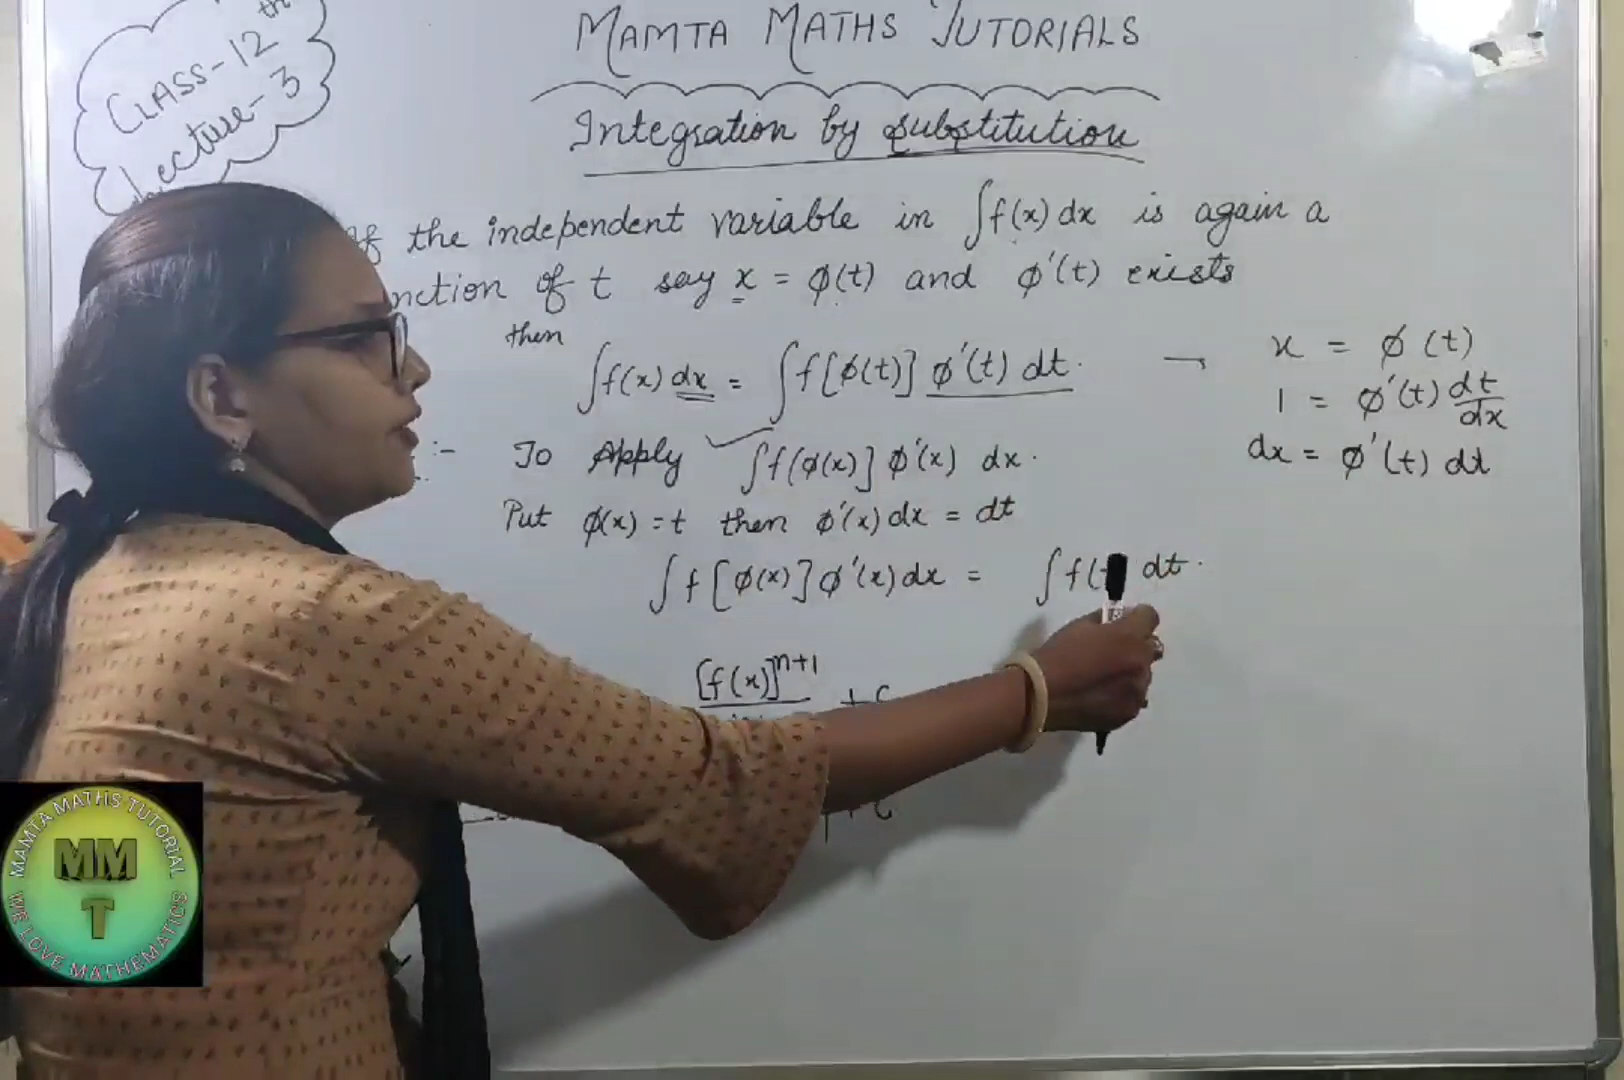 CLASS-12th
Lecture-3
MAMTA MATHS TUTORIALS
Integration by substitution
If the independent variable in ∫f(x) dx is again a
nction of t say x = ϕ(t) and ϕ'(t) exists
then
∫f(x) dx = ∫f[ϕ(t)] ϕ'(t) dt.
x = ϕ(t)
1 = ϕ'(t) dt/dx
dx = ϕ'(t) dt
:- To Apply ∫f(ϕ(x)] ϕ'(x) dx.
Put ϕ(x) = t then ϕ'(x) dx = dt
∫f[ϕ(x)] ϕ'(x) dx = ∫f( dt.
[f(x)]^n+1
+ C
+ C
MAMTA MATHS TUTORIAL
MM
T
WE LOVE MATHEMATICS